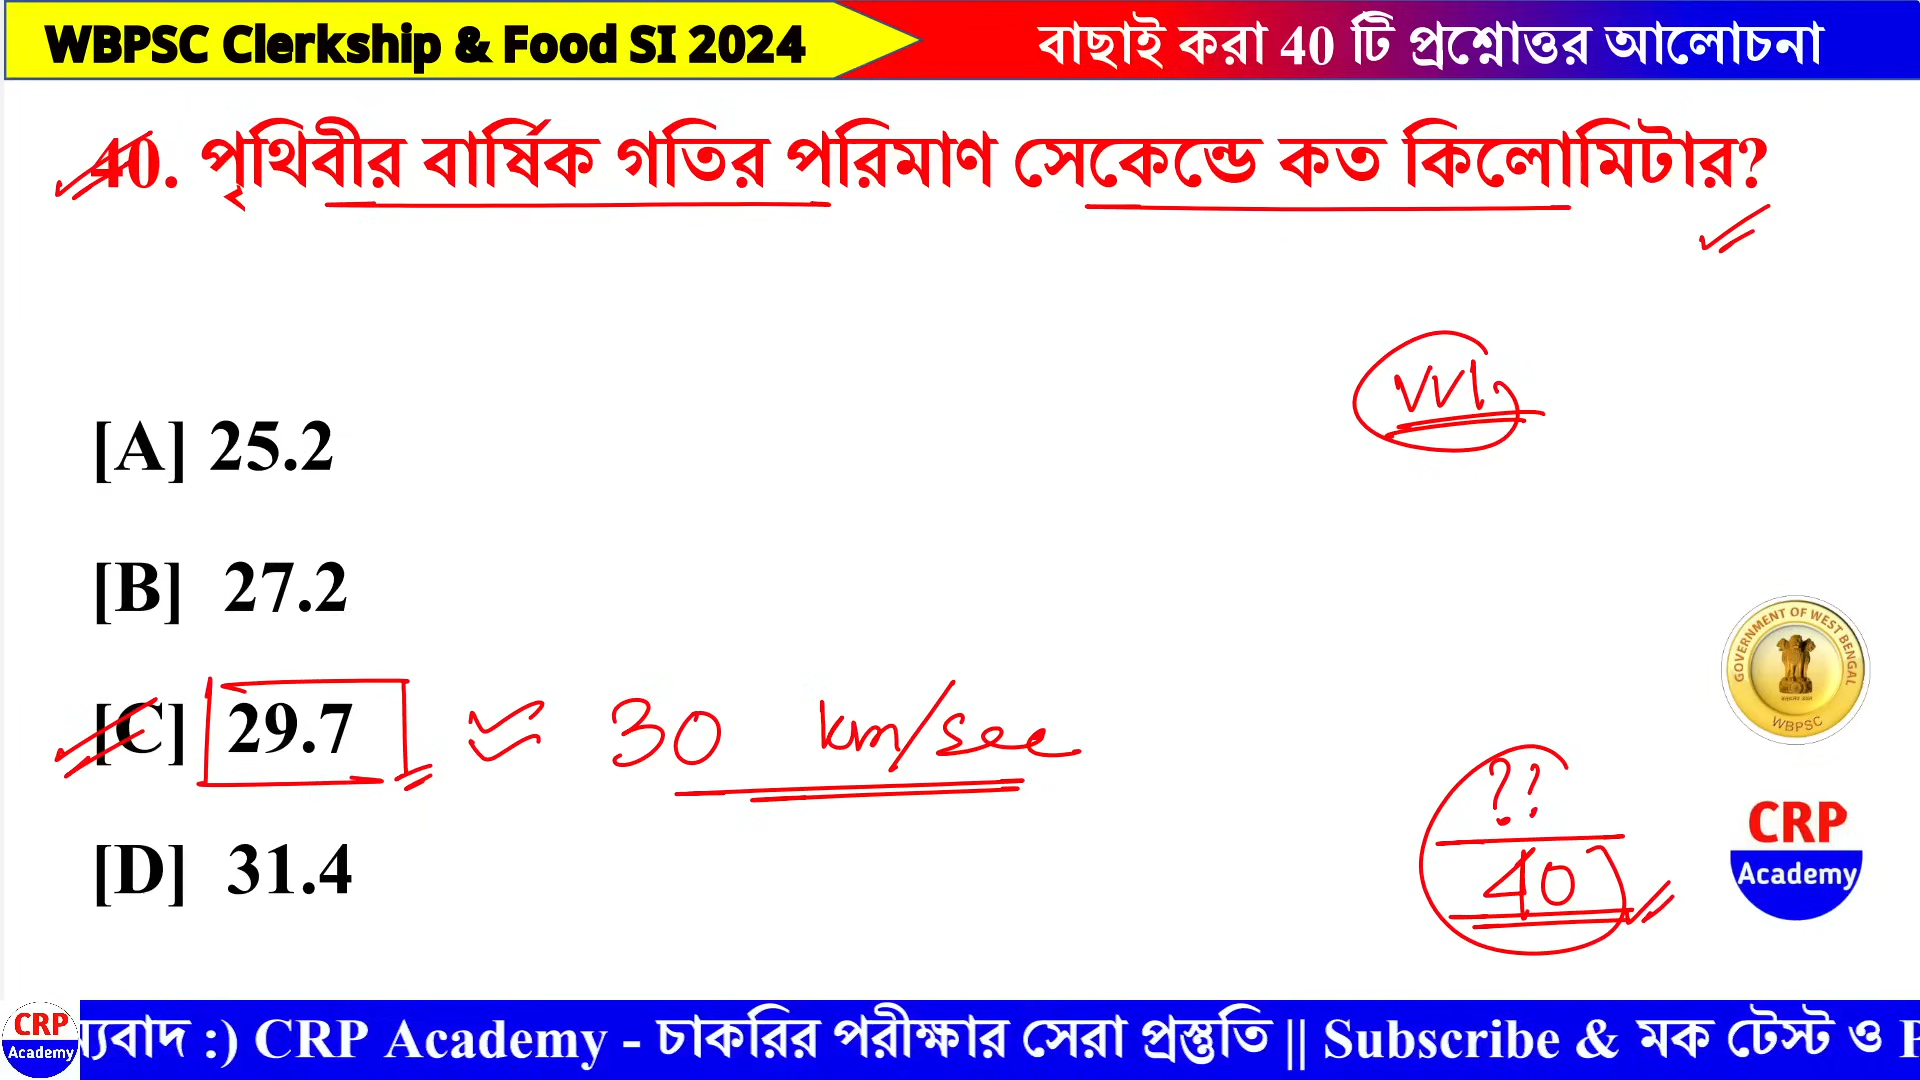 WBPSC Clerkship & Food SI 2024
বাছাই করা 40 টি প্রশ্নোত্তর আলোচনা
40. পৃথিবীর বার্ষিক গতির পরিমাণ সেকেন্ডে কত কিলোমিটার?
[A] 25.2
[B] 27.2
[C] 29.7 ≈ 30 km/sec
[D] 31.4
GOVERNMENT OF WEST BENGAL
WBPSC
??
40
CRP
Academy
CRP
Academy
্যবাদ :) CRP Academy - চাকরির পরীক্ষার সেরা প্রস্তুতি || Subscribe & মক টেস্ট ও P